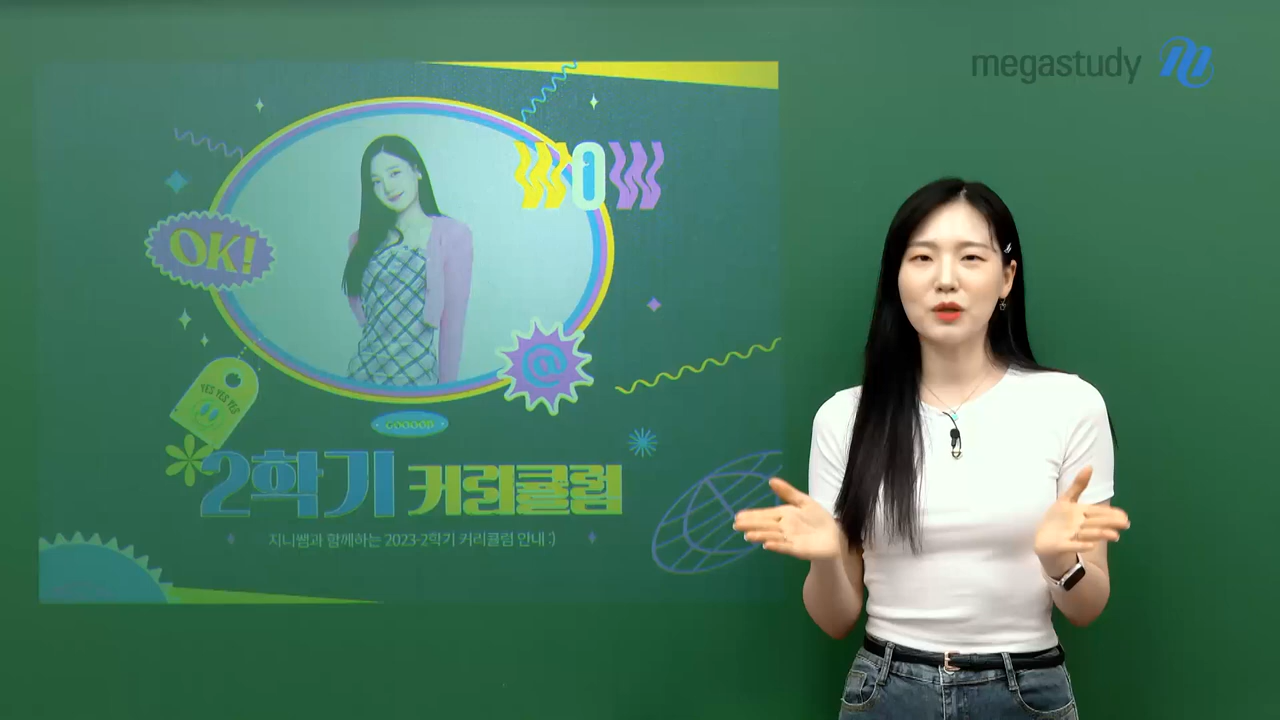 megastudy
WOW
OK!
@
YES YES YES
GOOOOD
2학기 커리큘럼
지니쌤과 함께하는 2023-2학기 커리큘럼 안내 :)